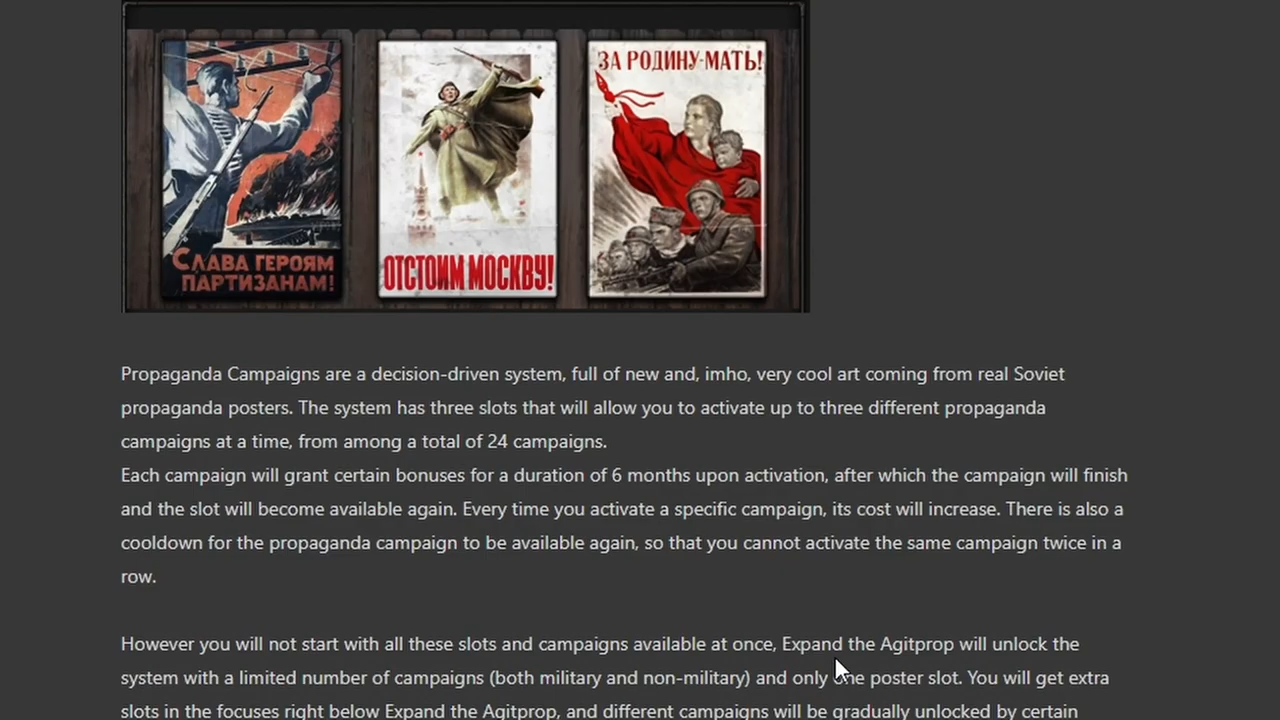 СЛАВА ГЕРОЯМ
ПАРТИЗАНАМ!
ОТСТОИМ МОСКВУ!
ЗА РОДИНУ-МАТЬ!
Propaganda Campaigns are a decision-driven system, full of new and, imho, very cool art coming from real Soviet
propaganda posters. The system has three slots that will allow you to activate up to three different propaganda
campaigns at a time, from among a total of 24 campaigns.
Each campaign will grant certain bonuses for a duration of 6 months upon activation, after which the campaign will finish
and the slot will become available again. Every time you activate a specific campaign, its cost will increase. There is also a
cooldown for the propaganda campaign to be available again, so that you cannot activate the same campaign twice in a
row.
However you will not start with all these slots and campaigns available at once, Expand the Agitprop will unlock the
system with a limited number of campaigns (both military and non-military) and only one poster slot. You will get extra
slots in the focuses right below Expand the Agitprop, and different campaigns will be gradually unlocked by certain